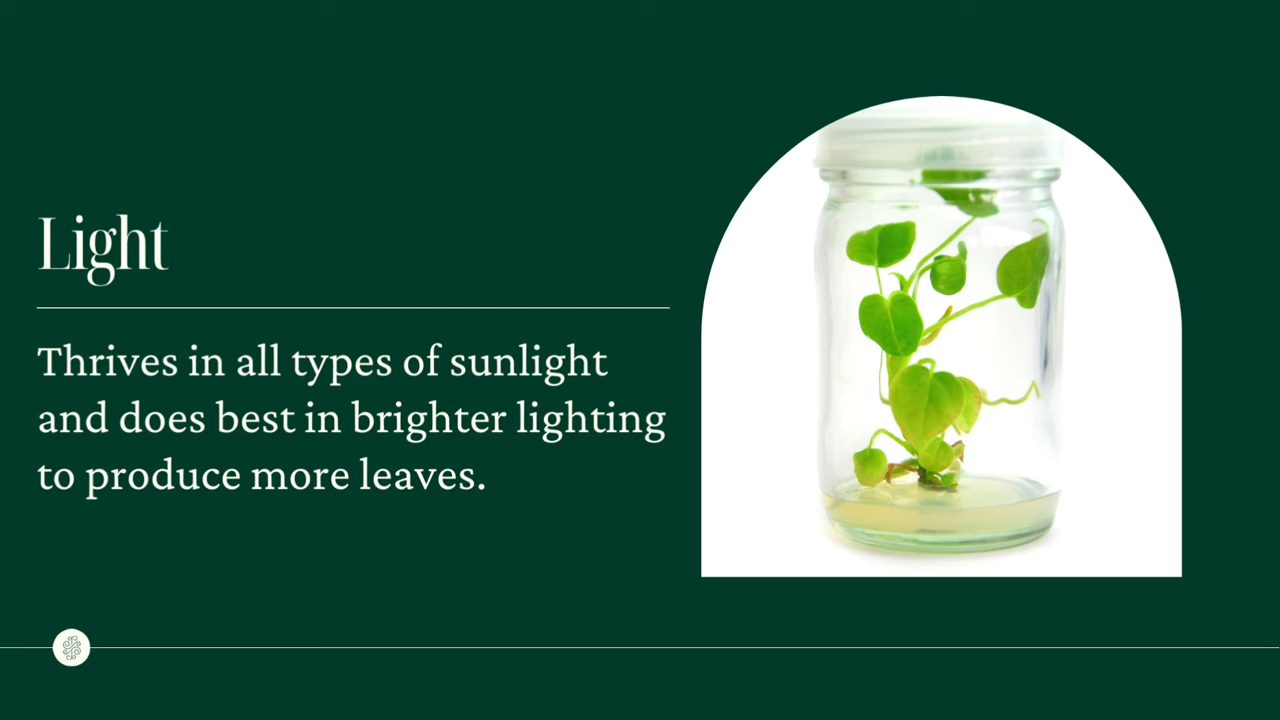 Light
Thrives in all types of sunlight
and does best in brighter lighting
to produce more leaves.